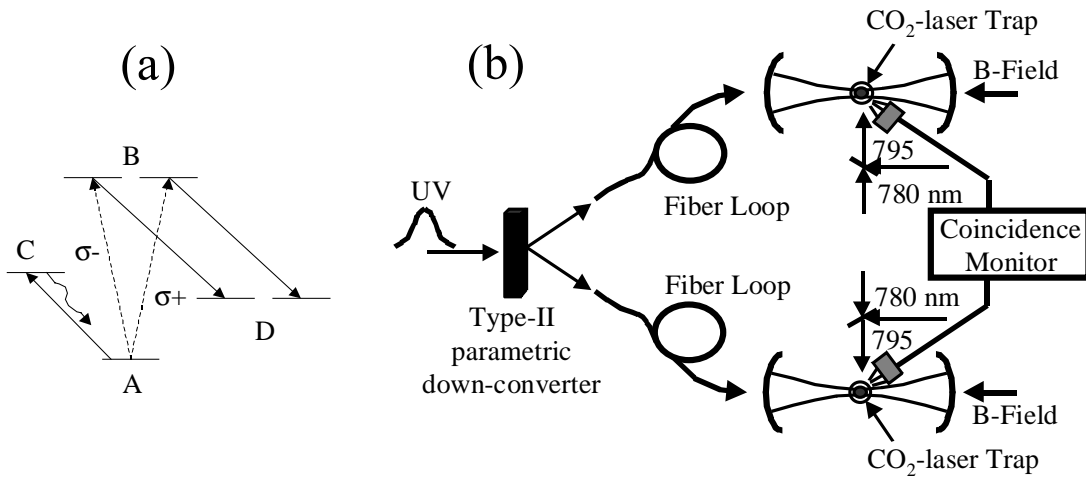 (a)
B
C
σ-
σ+
D
A
(b)
CO₂-laser Trap
B-Field
795
780 nm
UV
Fiber Loop
Coincidence
Monitor
Fiber Loop
Type-II
parametric
down-converter
780 nm
795
B-Field
CO₂-laser Trap